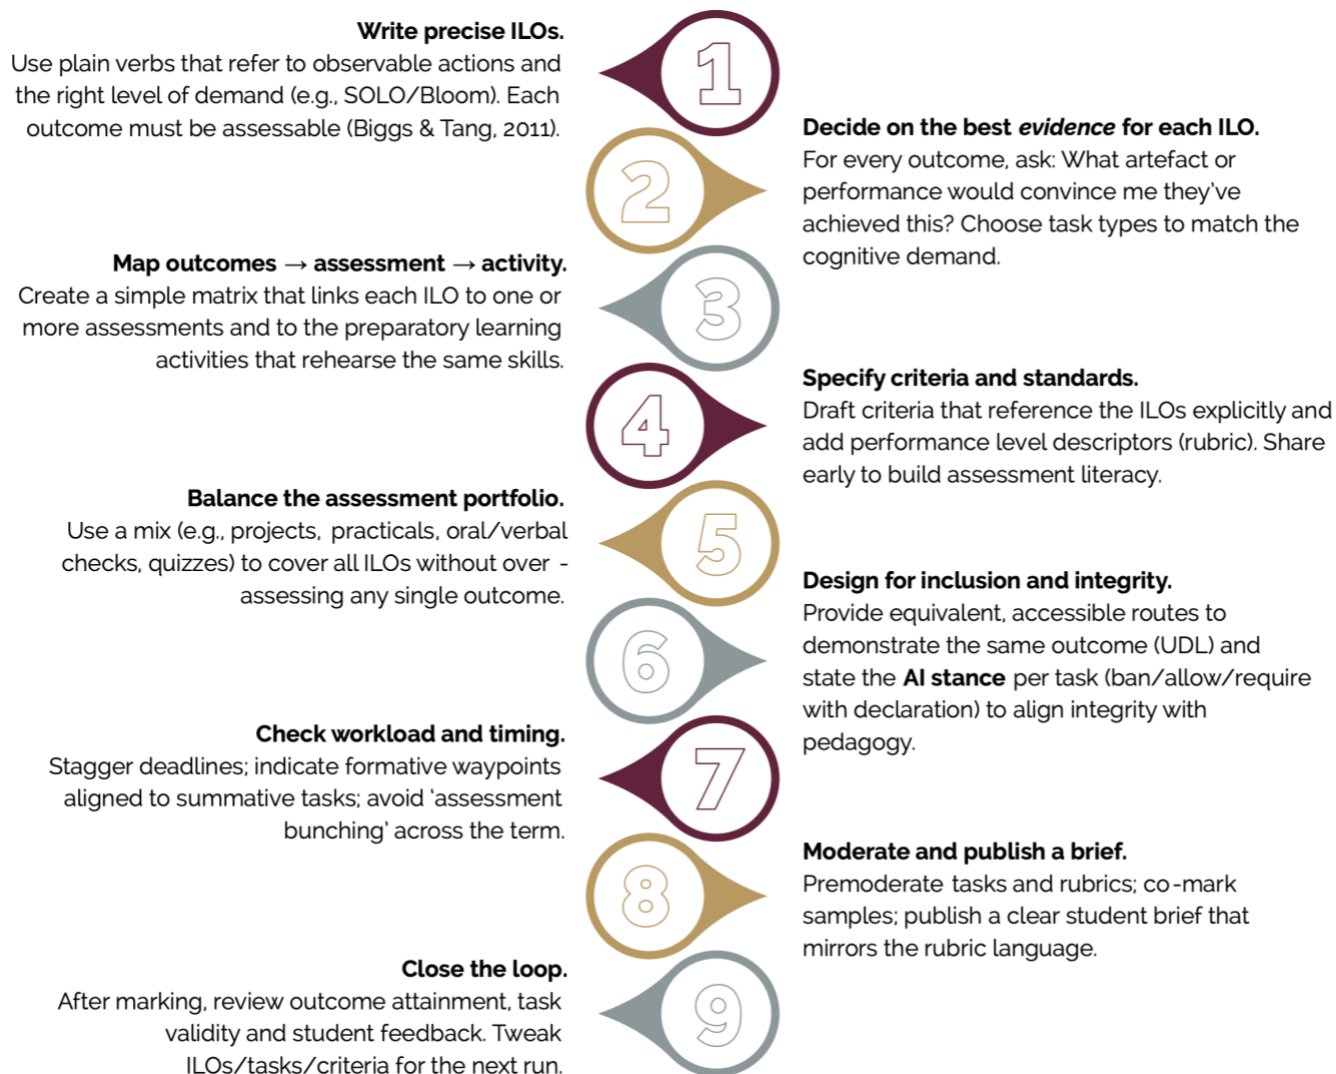 1
Write precise ILOs.
Use plain verbs that refer to observable actions and
the right level of demand (e.g., SOLO/Bloom). Each
outcome must be assessable (Biggs & Tang, 2011).
2
Decide on the best evidence for each ILO.
For every outcome, ask: What artefact or
performance would convince me they've
achieved this? Choose task types to match the
cognitive demand.
3
Map outcomes → assessment → activity.
Create a simple matrix that links each ILO to one or
more assessments and to the preparatory learning
activities that rehearse the same skills.
4
Specify criteria and standards.
Draft criteria that reference the ILOs explicitly and
add performance level descriptors (rubric). Share
early to build assessment literacy.
5
Balance the assessment portfolio.
Use a mix (e.g., projects, practicals, oral/verbal
checks, quizzes) to cover all ILOs without over -
assessing any single outcome.
6
Design for inclusion and integrity.
Provide equivalent, accessible routes to
demonstrate the same outcome (UDL) and
state the AI stance per task (ban/allow/require
with declaration) to align integrity with
pedagogy.
7
Check workload and timing.
Stagger deadlines; indicate formative waypoints
aligned to summative tasks; avoid 'assessment
bunching' across the term.
8
Moderate and publish a brief.
Premoderate tasks and rubrics; co-mark
samples; publish a clear student brief that
mirrors the rubric language.
9
Close the loop.
After marking, review outcome attainment, task
validity and student feedback. Tweak
ILOs/tasks/criteria for the next run.